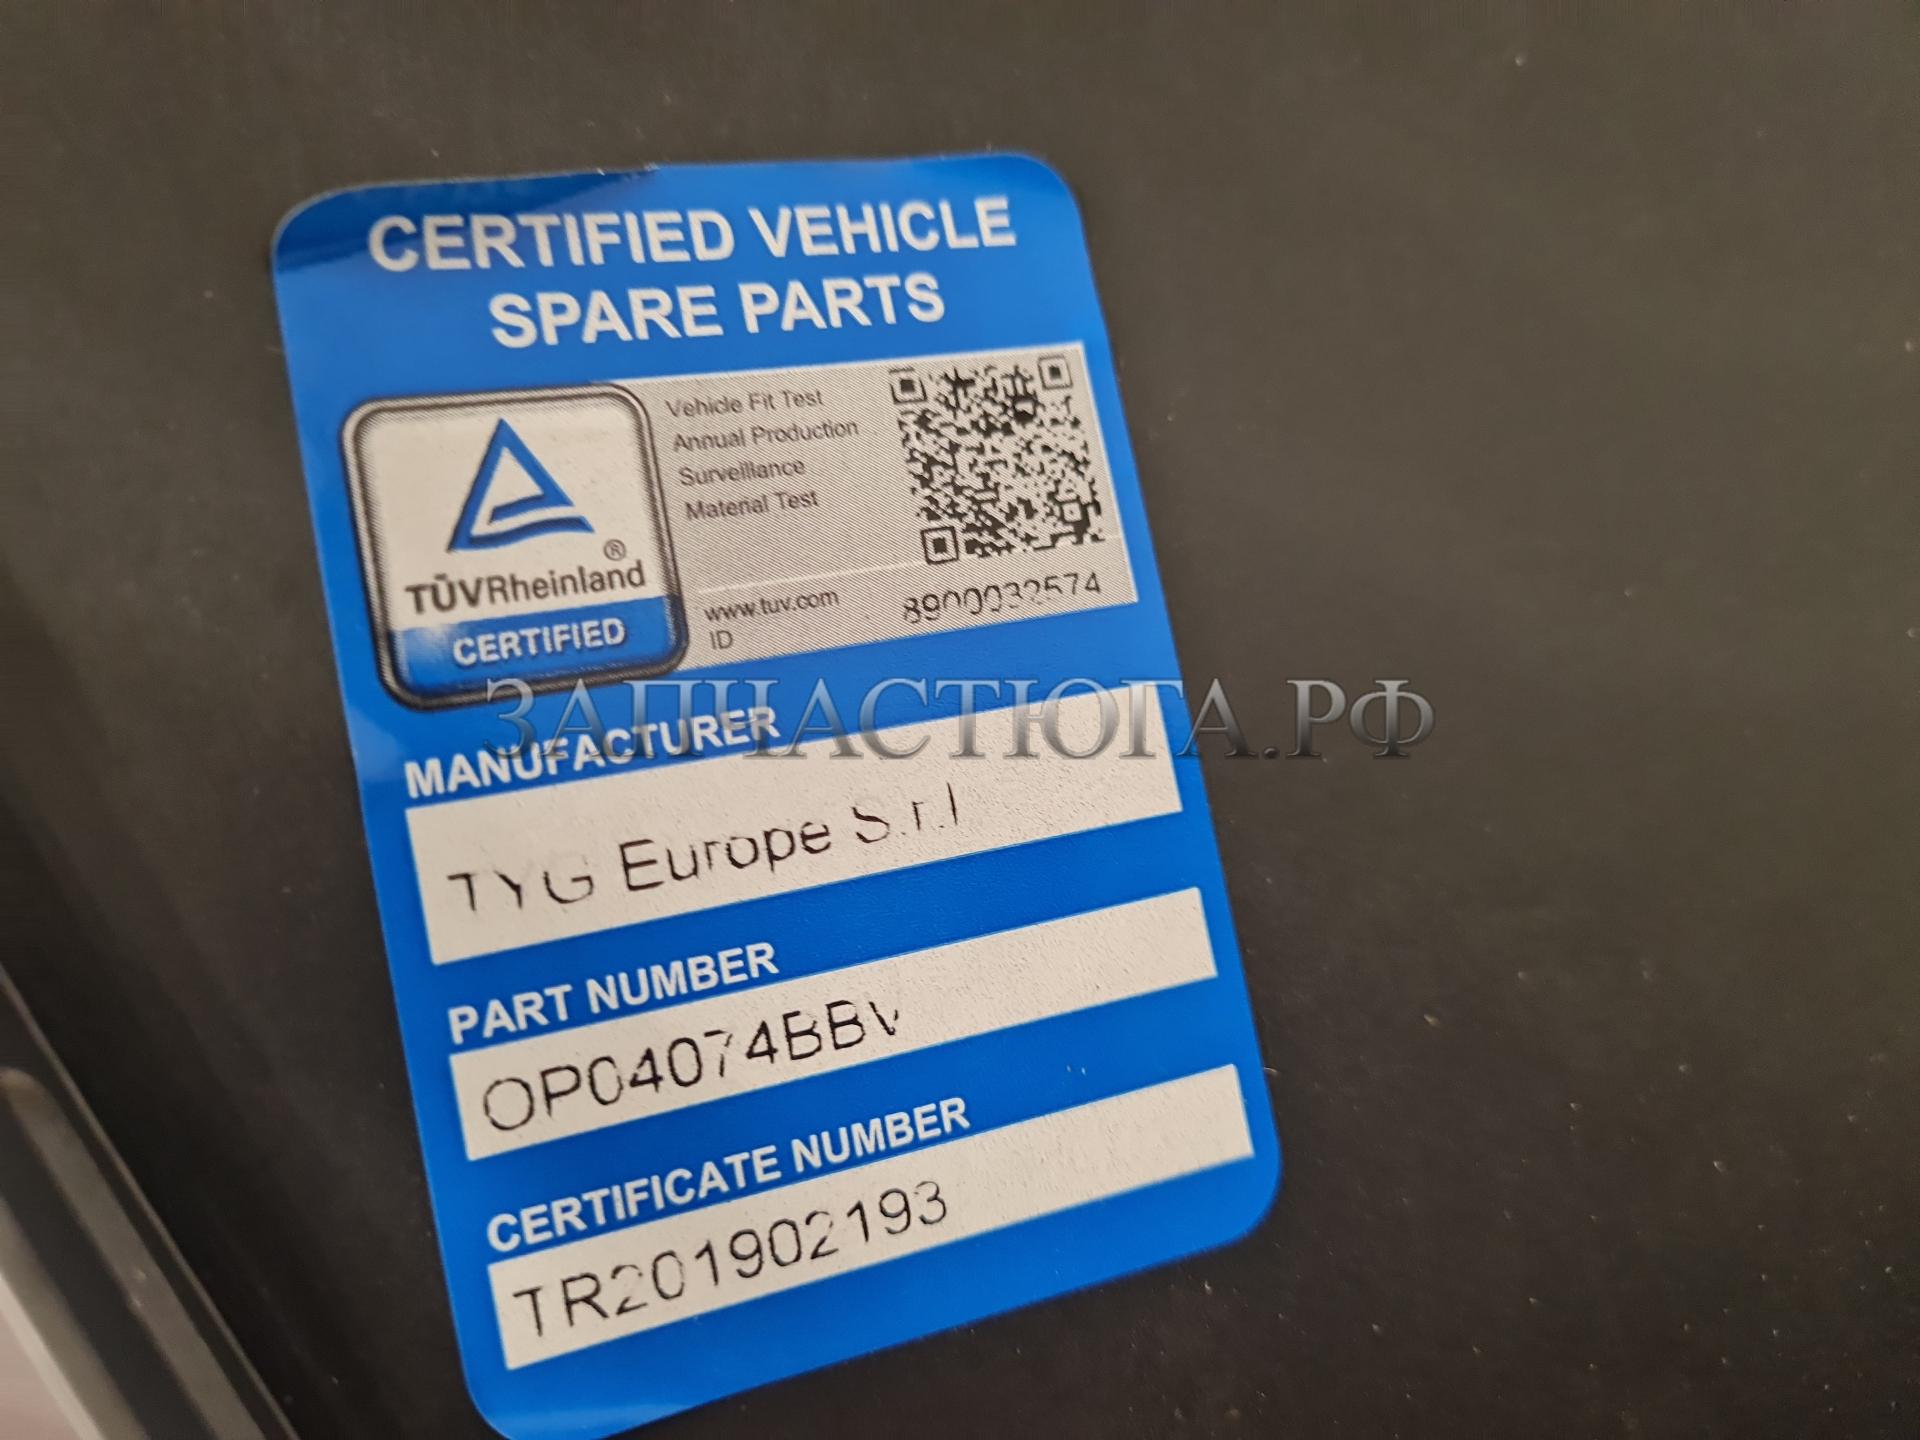 CERTIFIED VEHICLE
SPARE PARTS
Vehicle Fit Test
Annual Production
Surveillance
Material Test
TÜVRheinland®
CERTIFIED
www.tuv.com
ID
8900032574
ЗАПЧАСТЮГА.РФ
MANUFACTURER
TYG Europe S.r.l
PART NUMBER
OP04074BBV
CERTIFICATE NUMBER
TR201902193